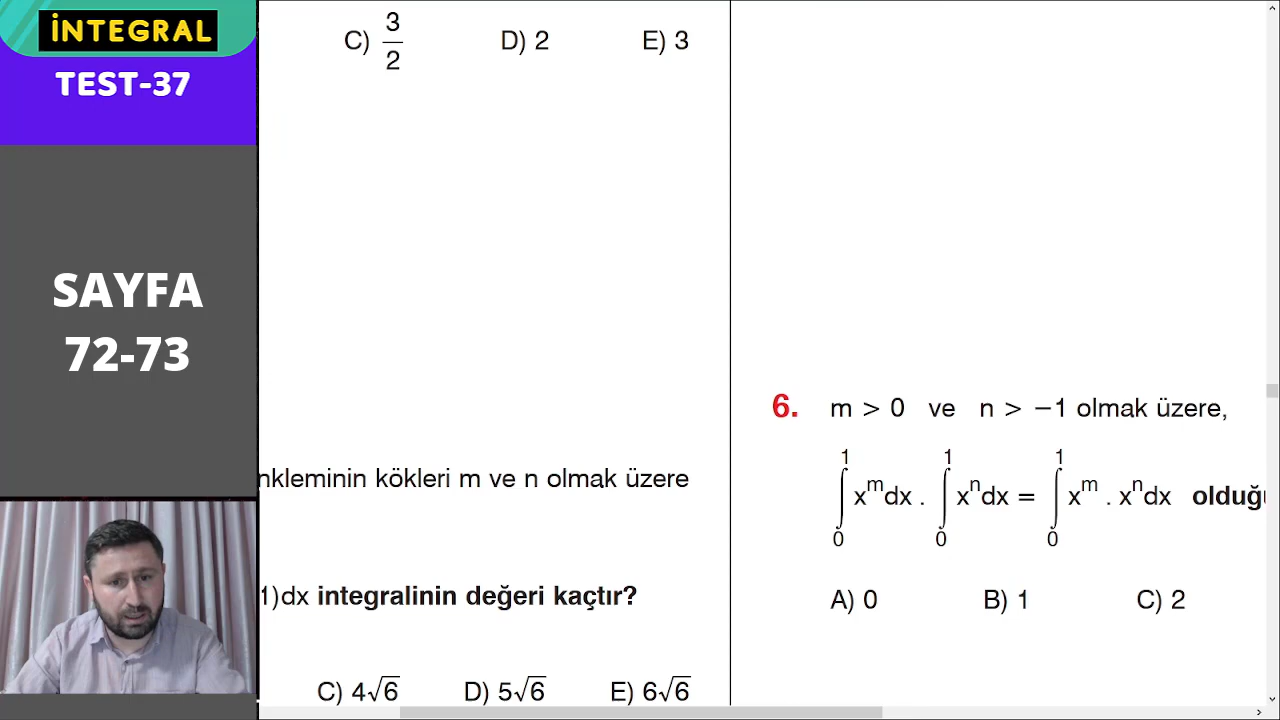 İNTEGRAL
TEST-37
SAYFA
72-73
C) 3/2 D) 2 E) 3
nkleminin kökleri m ve n olmak üzere
1)dx integralinin değeri kaçtır?
C) 4√6 D) 5√6 E) 6√6
6. m > 0 ve n > −1 olmak üzere,
∫₀¹ xᵐdx . ∫₀¹ xⁿdx = ∫₀¹ xᵐ . xⁿdx olduğu
A) 0 B) 1 C) 2